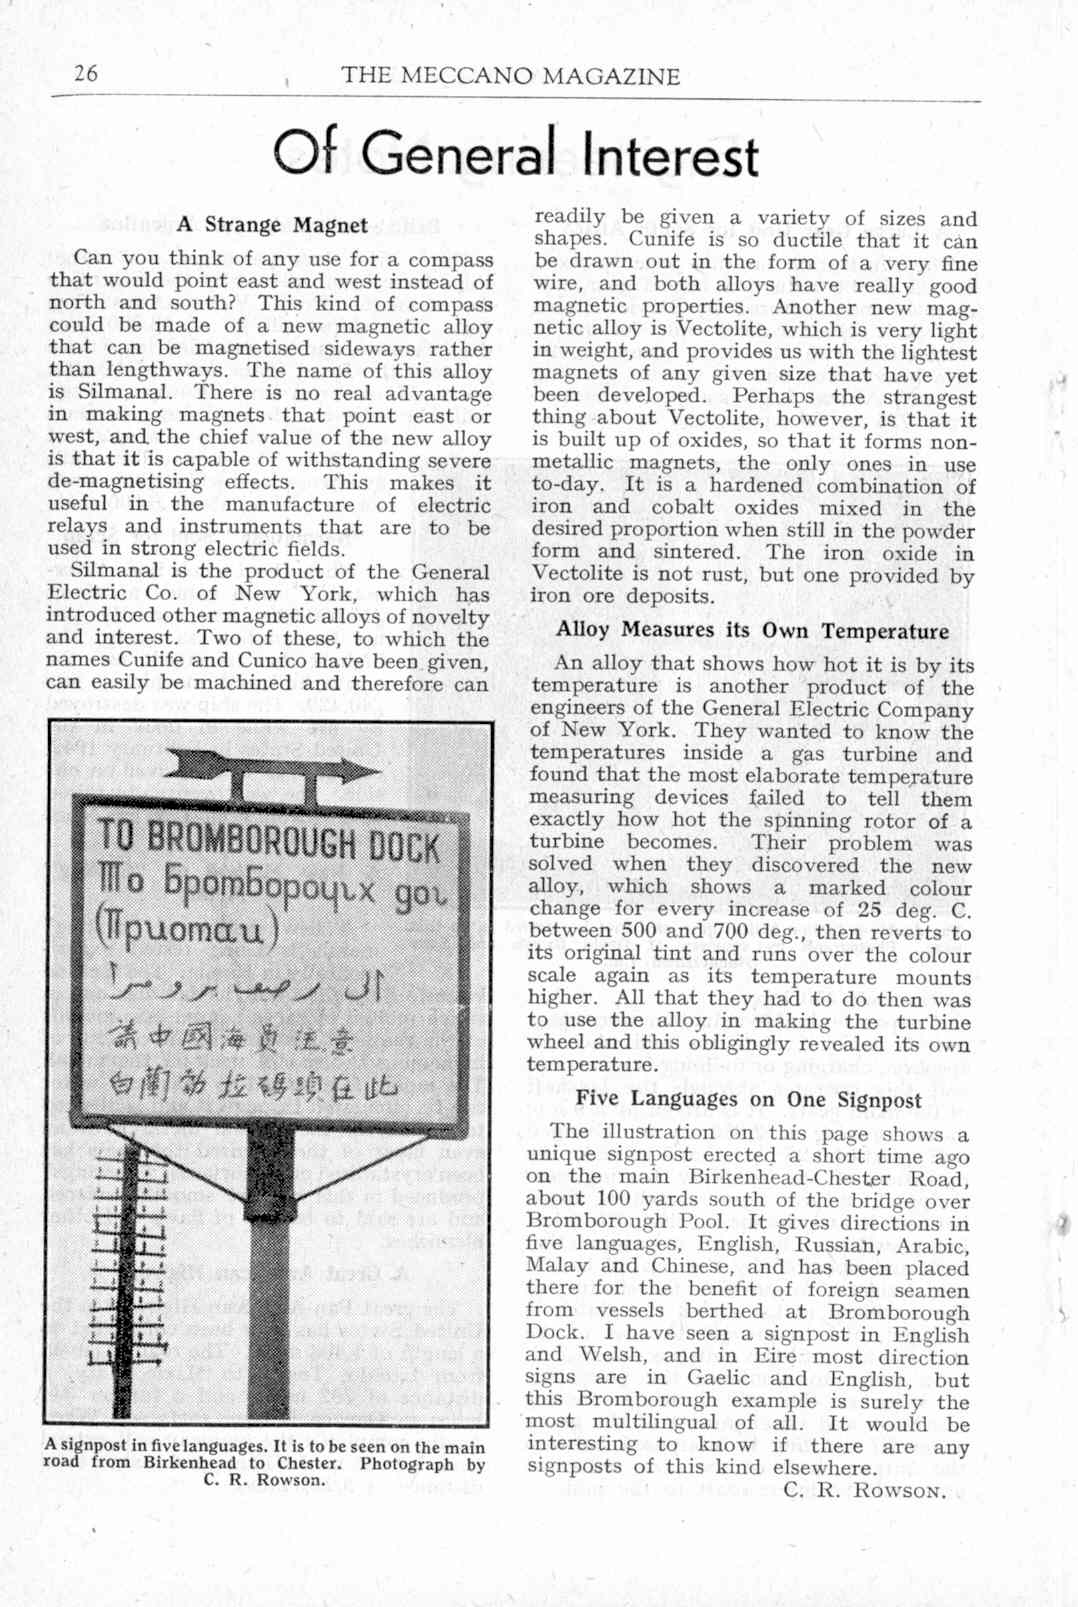 26
THE MECCANO MAGAZINE
Of General Interest
A Strange Magnet
Can you think of any use for a compass
that would point east and west instead of
north and south? This kind of compass
could be made of a new magnetic alloy
that can be magnetised sideways rather
than lengthways. The name of this alloy
is Silmanal. There is no real advantage
in making magnets that point east or
west, and the chief value of the new alloy
is that it is capable of withstanding severe
de-magnetising effects. This makes it
useful in the manufacture of electric
relays and instruments that are to be
used in strong electric fields.
Silmanal is the product of the General
Electric Co. of New York, which has
introduced other magnetic alloys of novelty
and interest. Two of these, to which the
names Cunife and Cunico have been given,
can easily be machined and therefore can
TO BROMBOROUGH DOCK
То
(Пристаи)
الى رصف برومبرا
請中國海员注意
白蘭勃拉碼頭在此
A signpost in five languages. It is to be seen on the main
road from Birkenhead to Chester. Photograph by
C. R. Rowson.
readily be given a variety of sizes and
shapes. Cunife is so ductile that it can
be drawn out in the form of a very fine
wire, and both alloys have really good
magnetic properties. Another new mag-
netic alloy is Vectolite, which is very light
in weight, and provides us with the lightest
magnets of any given size that have yet
been developed. Perhaps the strangest
thing about Vectolite, however, is that it
is built up of oxides, so that it forms non-
metallic magnets, the only ones in use
to-day. It is a hardened combination of
iron and cobalt oxides mixed in the
desired proportion when still in the powder
form and sintered. The iron oxide in
Vectolite is not rust, but one provided by
iron ore deposits.
Alloy Measures its Own Temperature
An alloy that shows how hot it is by its
temperature is another product of the
engineers of the General Electric Company
of New York. They wanted to know the
temperatures inside a gas turbine and
found that the most elaborate temperature
measuring devices failed to tell them
exactly how hot the spinning rotor of a
turbine becomes. Their problem was
solved when they discovered the new
alloy, which shows a marked colour
change for every increase of 25 deg. C.
between 500 and 700 deg., then reverts to
its original tint and runs over the colour
scale again as its temperature mounts
higher. All that they had to do then was
to use the alloy in making the turbine
wheel and this obligingly revealed its own
temperature.
Five Languages on One Signpost
The illustration on this page shows a
unique signpost erected a short time ago
on the main Birkenhead-Chester Road,
about 100 yards south of the bridge over
Bromborough Pool. It gives directions in
five languages, English, Russian, Arabic,
Malay and Chinese, and has been placed
there for the benefit of foreign seamen
from vessels berthed at Bromborough
Dock. I have seen a signpost in English
and Welsh, and in Eire most direction
signs are in Gaelic and English, but
this Bromborough example is surely the
most multilingual of all. It would be
interesting to know if there are any
signposts of this kind elsewhere.
C. R. ROWSON.